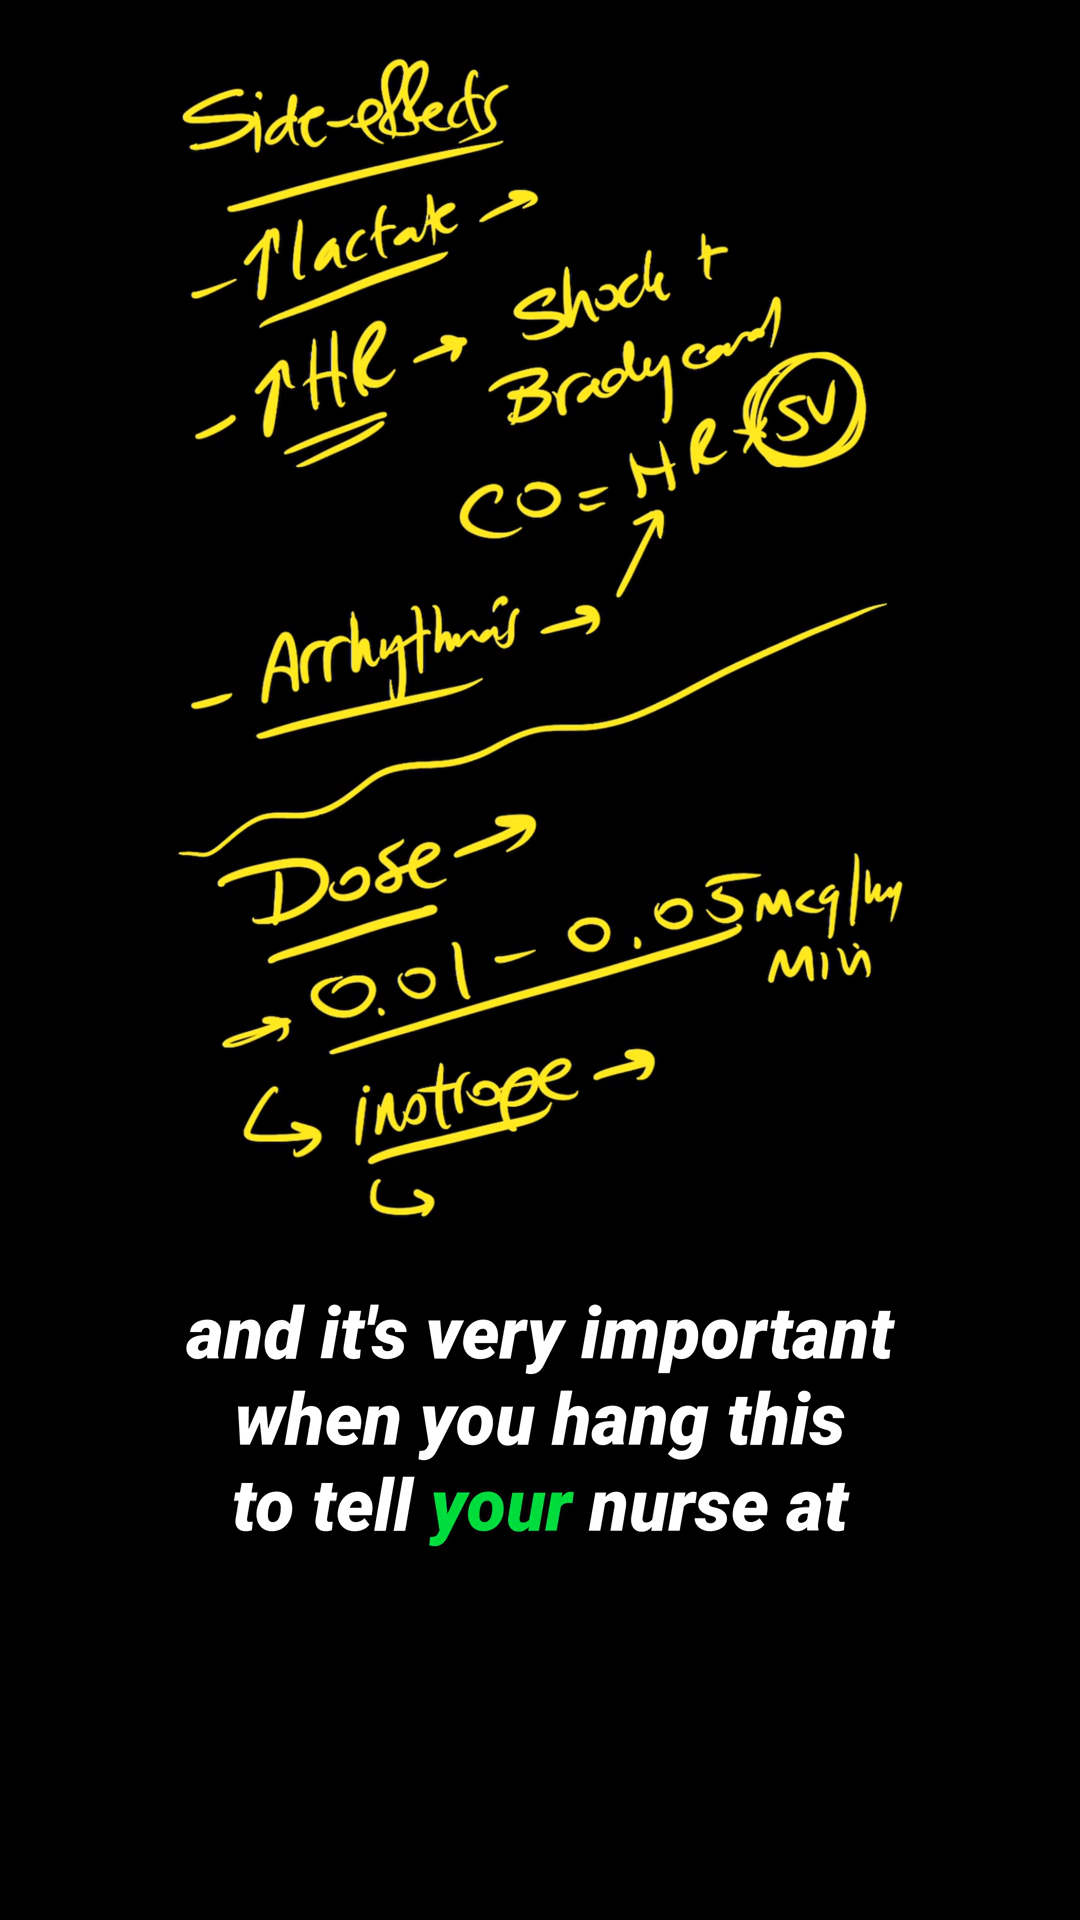 Side-effects
- ↑ lactate →
- ↑ HR → Shock +
Bradycard
CO = HR × SV
- Arrhythmias →
Dose →
→ 0.01 - 0.05 mcg/kg
Min
↳ inotrope →
↳
and it's very important
when you hang this
to tell your nurse at